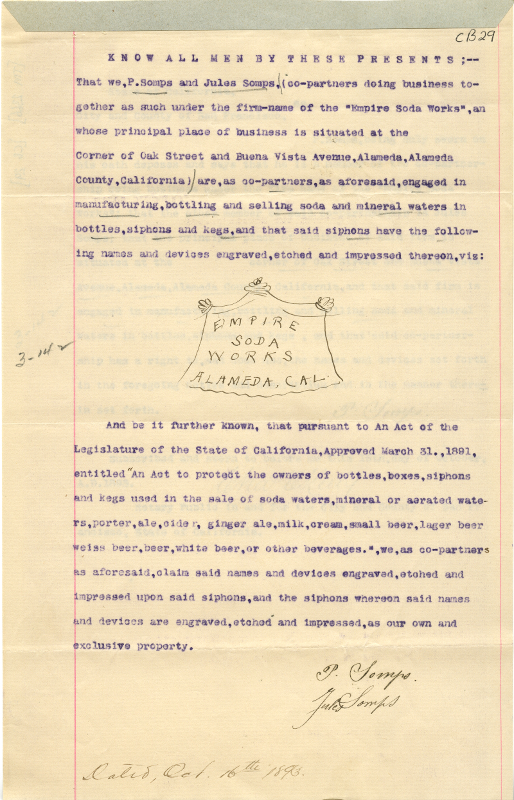 CB29
KNOW ALL MEN BY THESE PRESENTS;--
That we,P.Somps and Jules Somps,(co-partners doing business to-
gether as such under the firm-name of the "Empire Soda Works",an
whose principal place of business is situated at the
Corner of Oak Street and Buena Vista Avenue,Alameda,Alameda
County,California) are,as co-partners,as aforesaid,engaged in
manufacturing,bottling and selling soda and mineral waters in
bottles,siphons and kegs,and that said siphons have the follow-
ing names and devices engraved,etched and impressed thereon,viz:
EMPIRE
SODA
WORKS
ALAMEDA, CAL.
And be it further known, that pursuant to An Act of the
Legislature of the State of California,Approved March 31.,1891,
entitled "An Act to protect the owners of bottles,boxes,siphons
and kegs used in the sale of soda waters,mineral or aerated wate-
rs,porter,ale,cider, ginger ale,milk,cream,small beer,lager beer
weiss beer,beer,white beer,or other beverages.",we,as co-partners
as aforesaid,claim said names and devices engraved,etched and
impressed upon said siphons,and the siphons whereon said names
and devices are engraved,etched and impressed,as our own and
exclusive property.
P. Somps.
Jules Somps
Dated, Oct. 16th 1893.